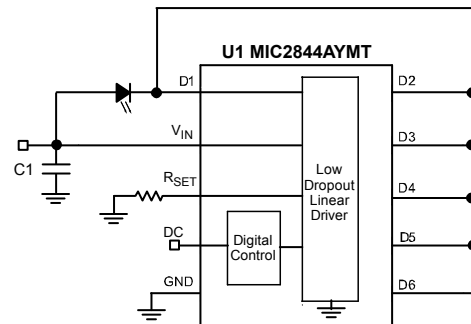 U1 MIC2844AYMT
D1
D2
VIN
D3
C1
RSET
Low
Dropout
Linear
Driver
D4
DC
Digital
Control
D5
GND
D6